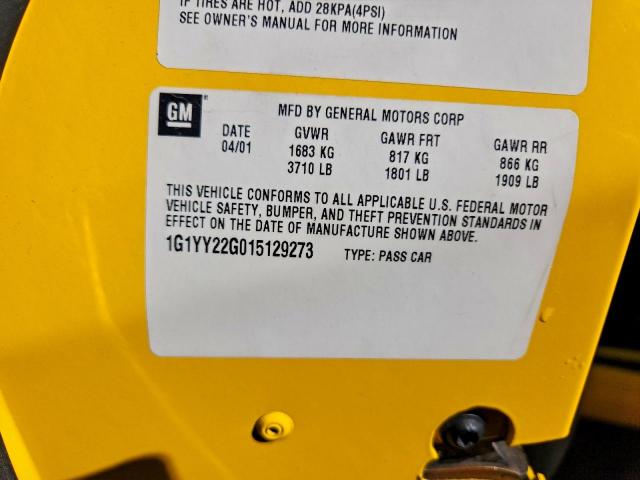 IF TIRES ARE HOT, ADD 28KPA(4PSI)
SEE OWNER'S MANUAL FOR MORE INFORMATION
GM
MFD BY GENERAL MOTORS CORP
DATE GVWR GAWR FRT GAWR RR
04/01 1683 KG 817 KG 866 KG
3710 LB 1801 LB 1909 LB
THIS VEHICLE CONFORMS TO ALL APPLICABLE U.S. FEDERAL MOTOR
VEHICLE SAFETY, BUMPER, AND THEFT PREVENTION STANDARDS IN
EFFECT ON THE DATE OF MANUFACTURE SHOWN ABOVE.
1G1YY22G015129273 TYPE: PASS CAR